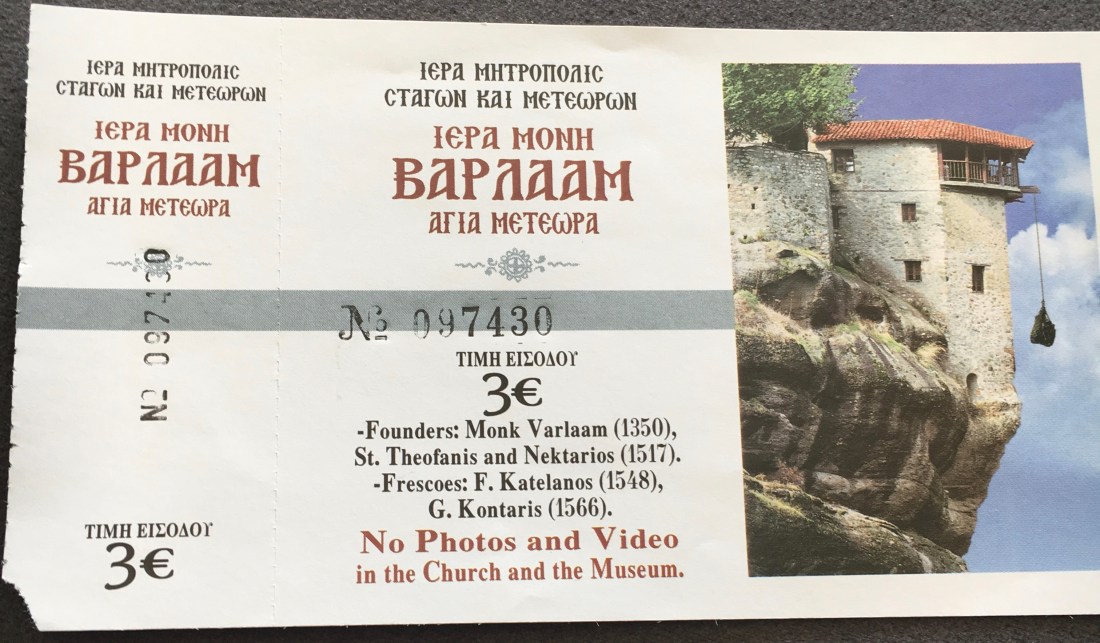 ΙΕΡΑ ΜΗΤΡΟΠΟΛΙΣ
ΣΤΑΓΩΝ ΚΑΙ ΜΕΤΕΩΡΩΝ
ΙΕΡΑ ΜΟΝΗ
ΒΑΡΛΑΑΜ
ΑΓΙΑ ΜΕΤΕΩΡΑ
№ 097430
ΤΙΜΗ ΕΙΣΟΔΟΥ
3€
ΙΕΡΑ ΜΗΤΡΟΠΟΛΙΣ
ΣΤΑΓΩΝ ΚΑΙ ΜΕΤΕΩΡΩΝ
ΙΕΡΑ ΜΟΝΗ
ΒΑΡΛΑΑΜ
ΑΓΙΑ ΜΕΤΕΩΡΑ
№ 097430
ΤΙΜΗ ΕΙΣΟΔΟΥ
3€
-Founders: Monk Varlaam (1350),
St. Theofanis and Nektarios (1517).
-Frescoes: F. Katelanos (1548),
G. Kontaris (1566).
No Photos and Video
in the Church and the Museum.